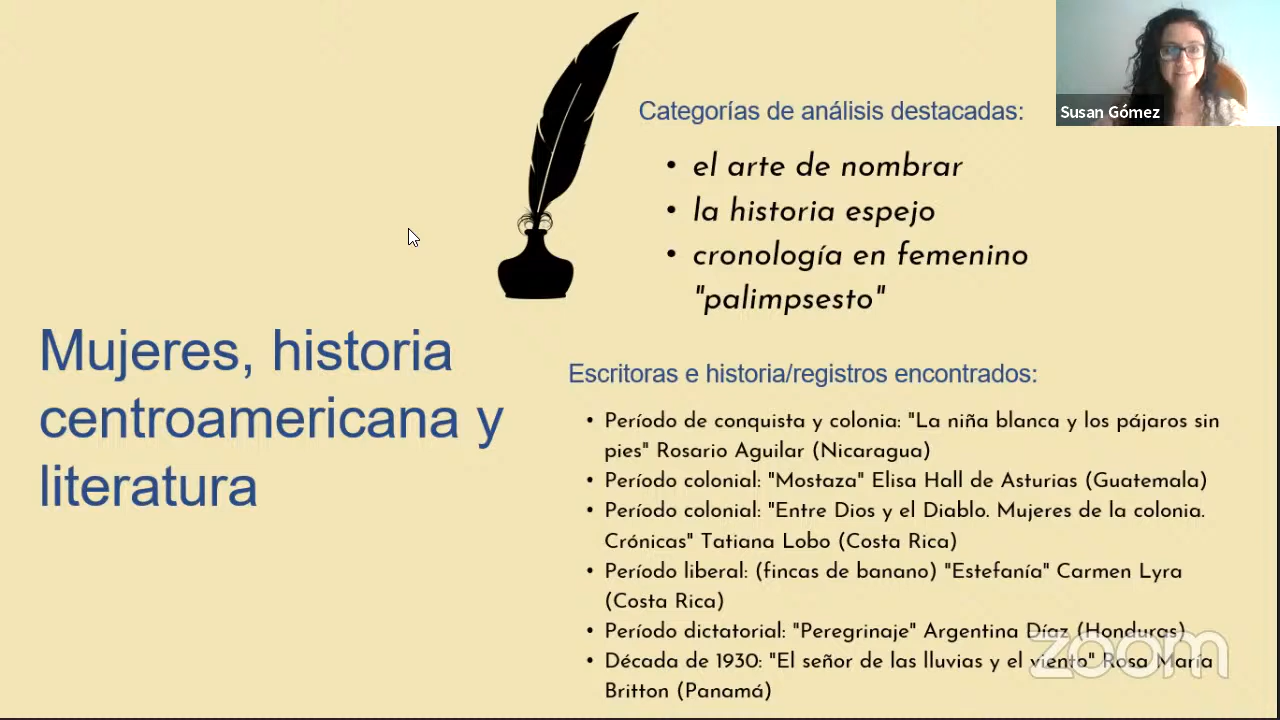 Categorías de análisis destacadas:
• el arte de nombrar
• la historia espejo
• cronología en femenino
"palimpsesto"
Susan Gómez
Mujeres, historia
centroamericana y
literatura
Escritoras e historia/registros encontrados:
• Período de conquista y colonia: "La niña blanca y los pájaros sin
pies" Rosario Aguilar (Nicaragua)
• Período colonial: "Mostaza" Elisa Hall de Asturias (Guatemala)
• Período colonial: "Entre Dios y el Diablo. Mujeres de la colonia.
Crónicas" Tatiana Lobo (Costa Rica)
• Período liberal: (fincas de banano) "Estefanía" Carmen Lyra
(Costa Rica)
• Período dictatorial: "Peregrinaje" Argentina Díaz (Honduras)
• Década de 1930: "El señor de las lluvias y el viento" Rosa María
Britton (Panamá)
zoom